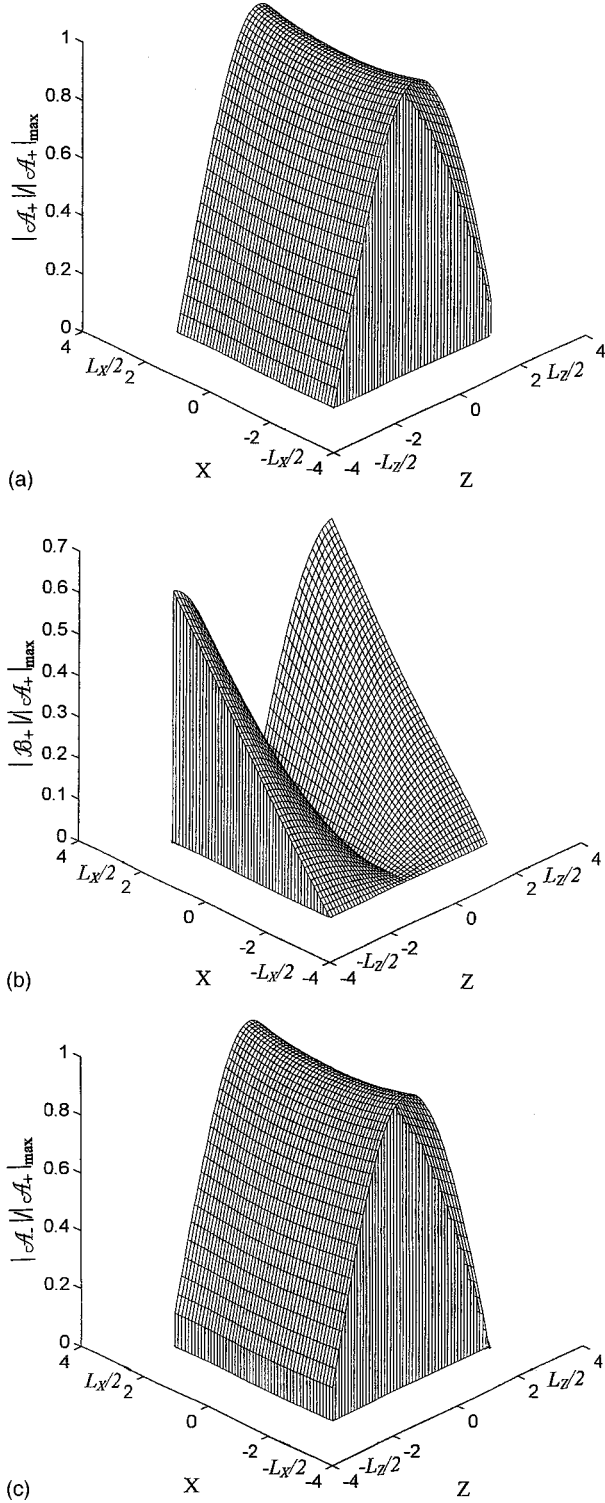 1
0.8
0.6
0.4
0.2
0
|𝒜₊|/|𝒜₊|max
4
Lx/2
2
0
-2
-Lx/2
-4
X
-4
-Lz/2
-2
0
2
Lz/2
4
Z
(a)
0.7
0.6
0.5
0.4
0.3
0.2
0.1
0
|ℬ₊|/|𝒜₊|max
4
Lx/2
2
0
-2
-Lx/2
-4
X
-4
-Lz/2
-2
0
2
Lz/2
4
Z
(b)
1
0.8
0.6
0.4
0.2
0
|𝒜₋|/|𝒜₊|max
4
Lx/2
2
0
-2
-Lx/2
-4
X
-4
-Lz/2
-2
0
2
Lz/2
4
Z
(c)